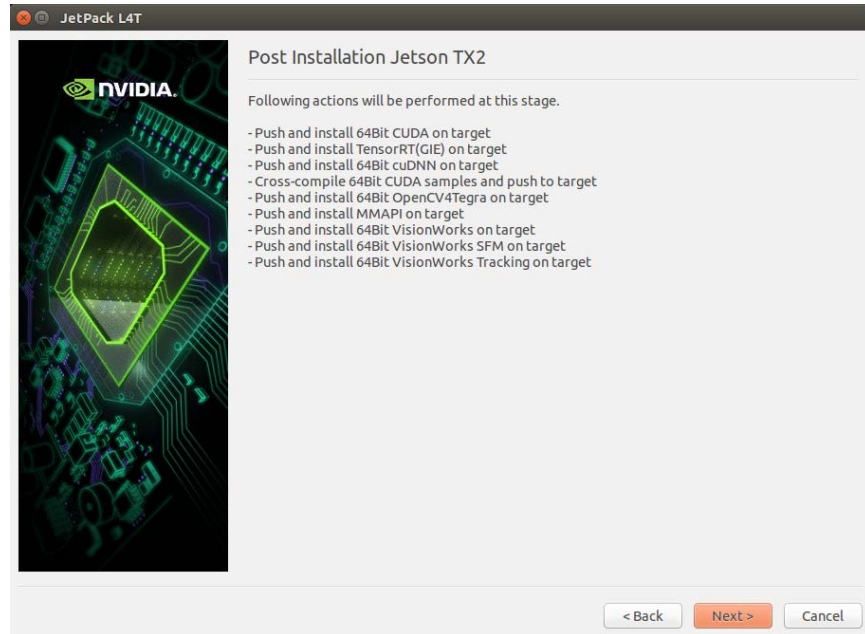 JetPack L4T
NVIDIA.
Post Installation Jetson TX2
Following actions will be performed at this stage.
- Push and install 64Bit CUDA on target
- Push and install TensorRT(GIE) on target
- Push and install 64Bit cuDNN on target
- Cross-compile 64Bit CUDA samples and push to target
- Push and install 64Bit OpenCV4Tegra on target
- Push and install MMAPI on target
- Push and install 64Bit VisionWorks on target
- Push and install 64Bit VisionWorks SFM on target
- Push and install 64Bit VisionWorks Tracking on target
< Back Next > Cancel